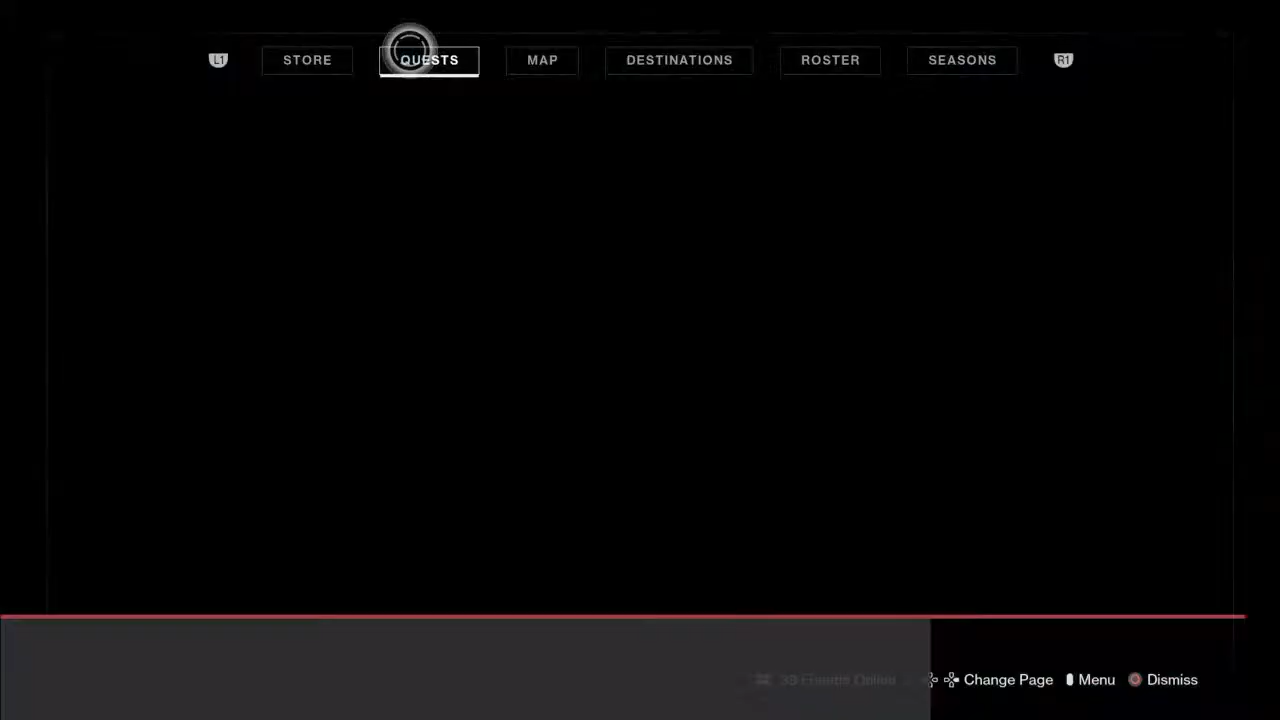 L1 STORE QUESTS MAP DESTINATIONS ROSTER SEASONS R1
Change Page Menu Dismiss